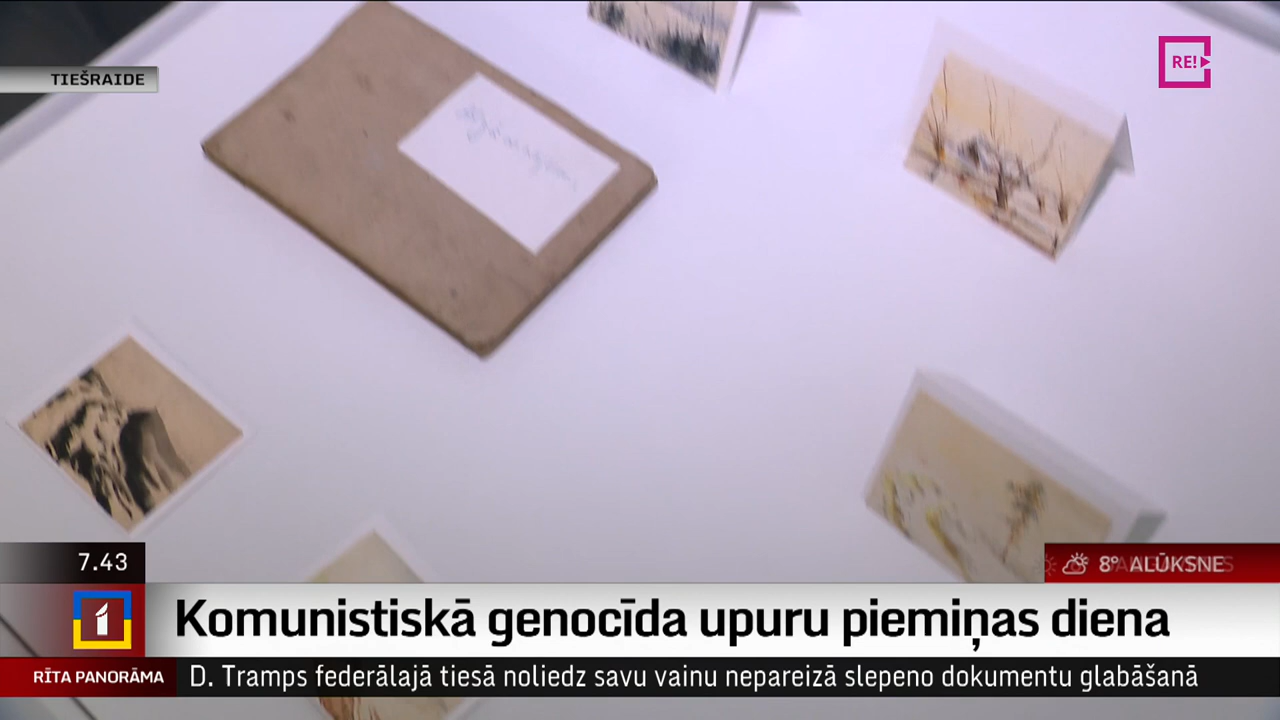 TIEŠRAIDE
RE!
7.43
8° ALŪKSNE
1
Komunistiskā genocīda upuru piemiņas diena
RĪTA PANORĀMA
D. Tramps federālajā tiesā noliedz savu vainu nepareizā slepeno dokumentu glabāšanā